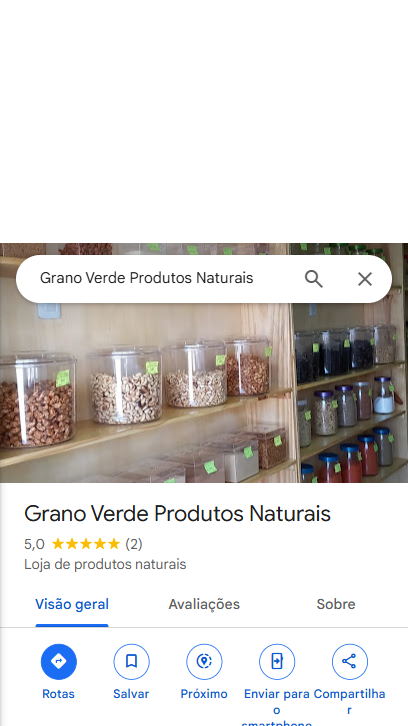 Grano Verde Produtos Naturais
Grano Verde Produtos Naturais
5,0 (2)
Loja de produtos naturais
Visão geral Avaliações Sobre
Rotas Salvar Próximo Enviar para o smartphone Compartilhar